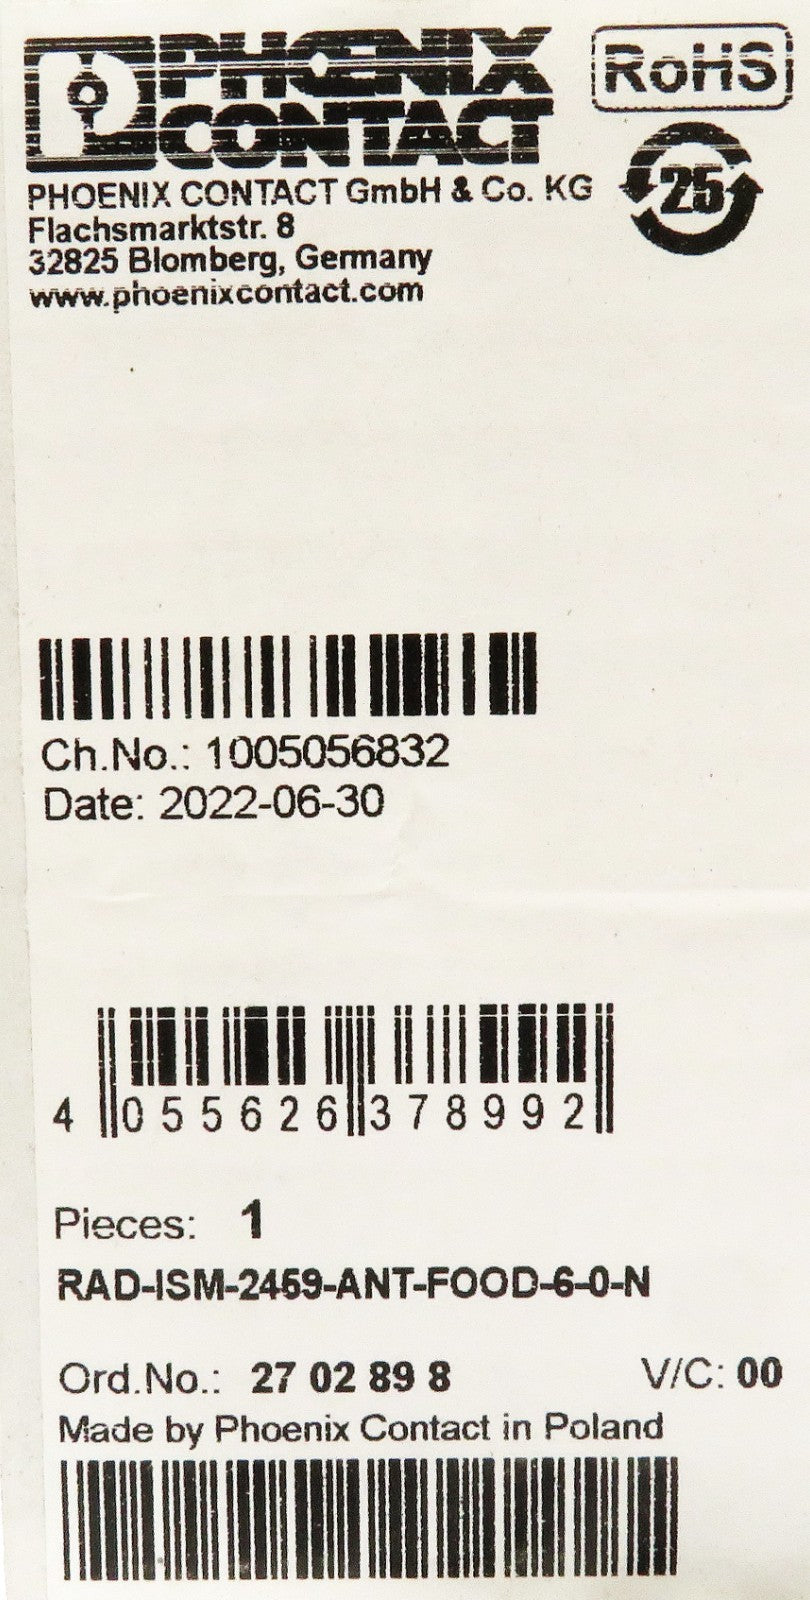 PHOENIX
CONTACT
RoHS
25
PHOENIX CONTACT GmbH & Co. KG
Flachsmarktstr. 8
32825 Blomberg, Germany
www.phoenixcontact.com
Ch.No.: 1005056832
Date: 2022-06-30
4 055626 378992
Pieces: 1
RAD-ISM-2459-ANT-FOOD-6-0-N
Ord.No.: 27 02 89 8 V/C: 00
Made by Phoenix Contact in Poland